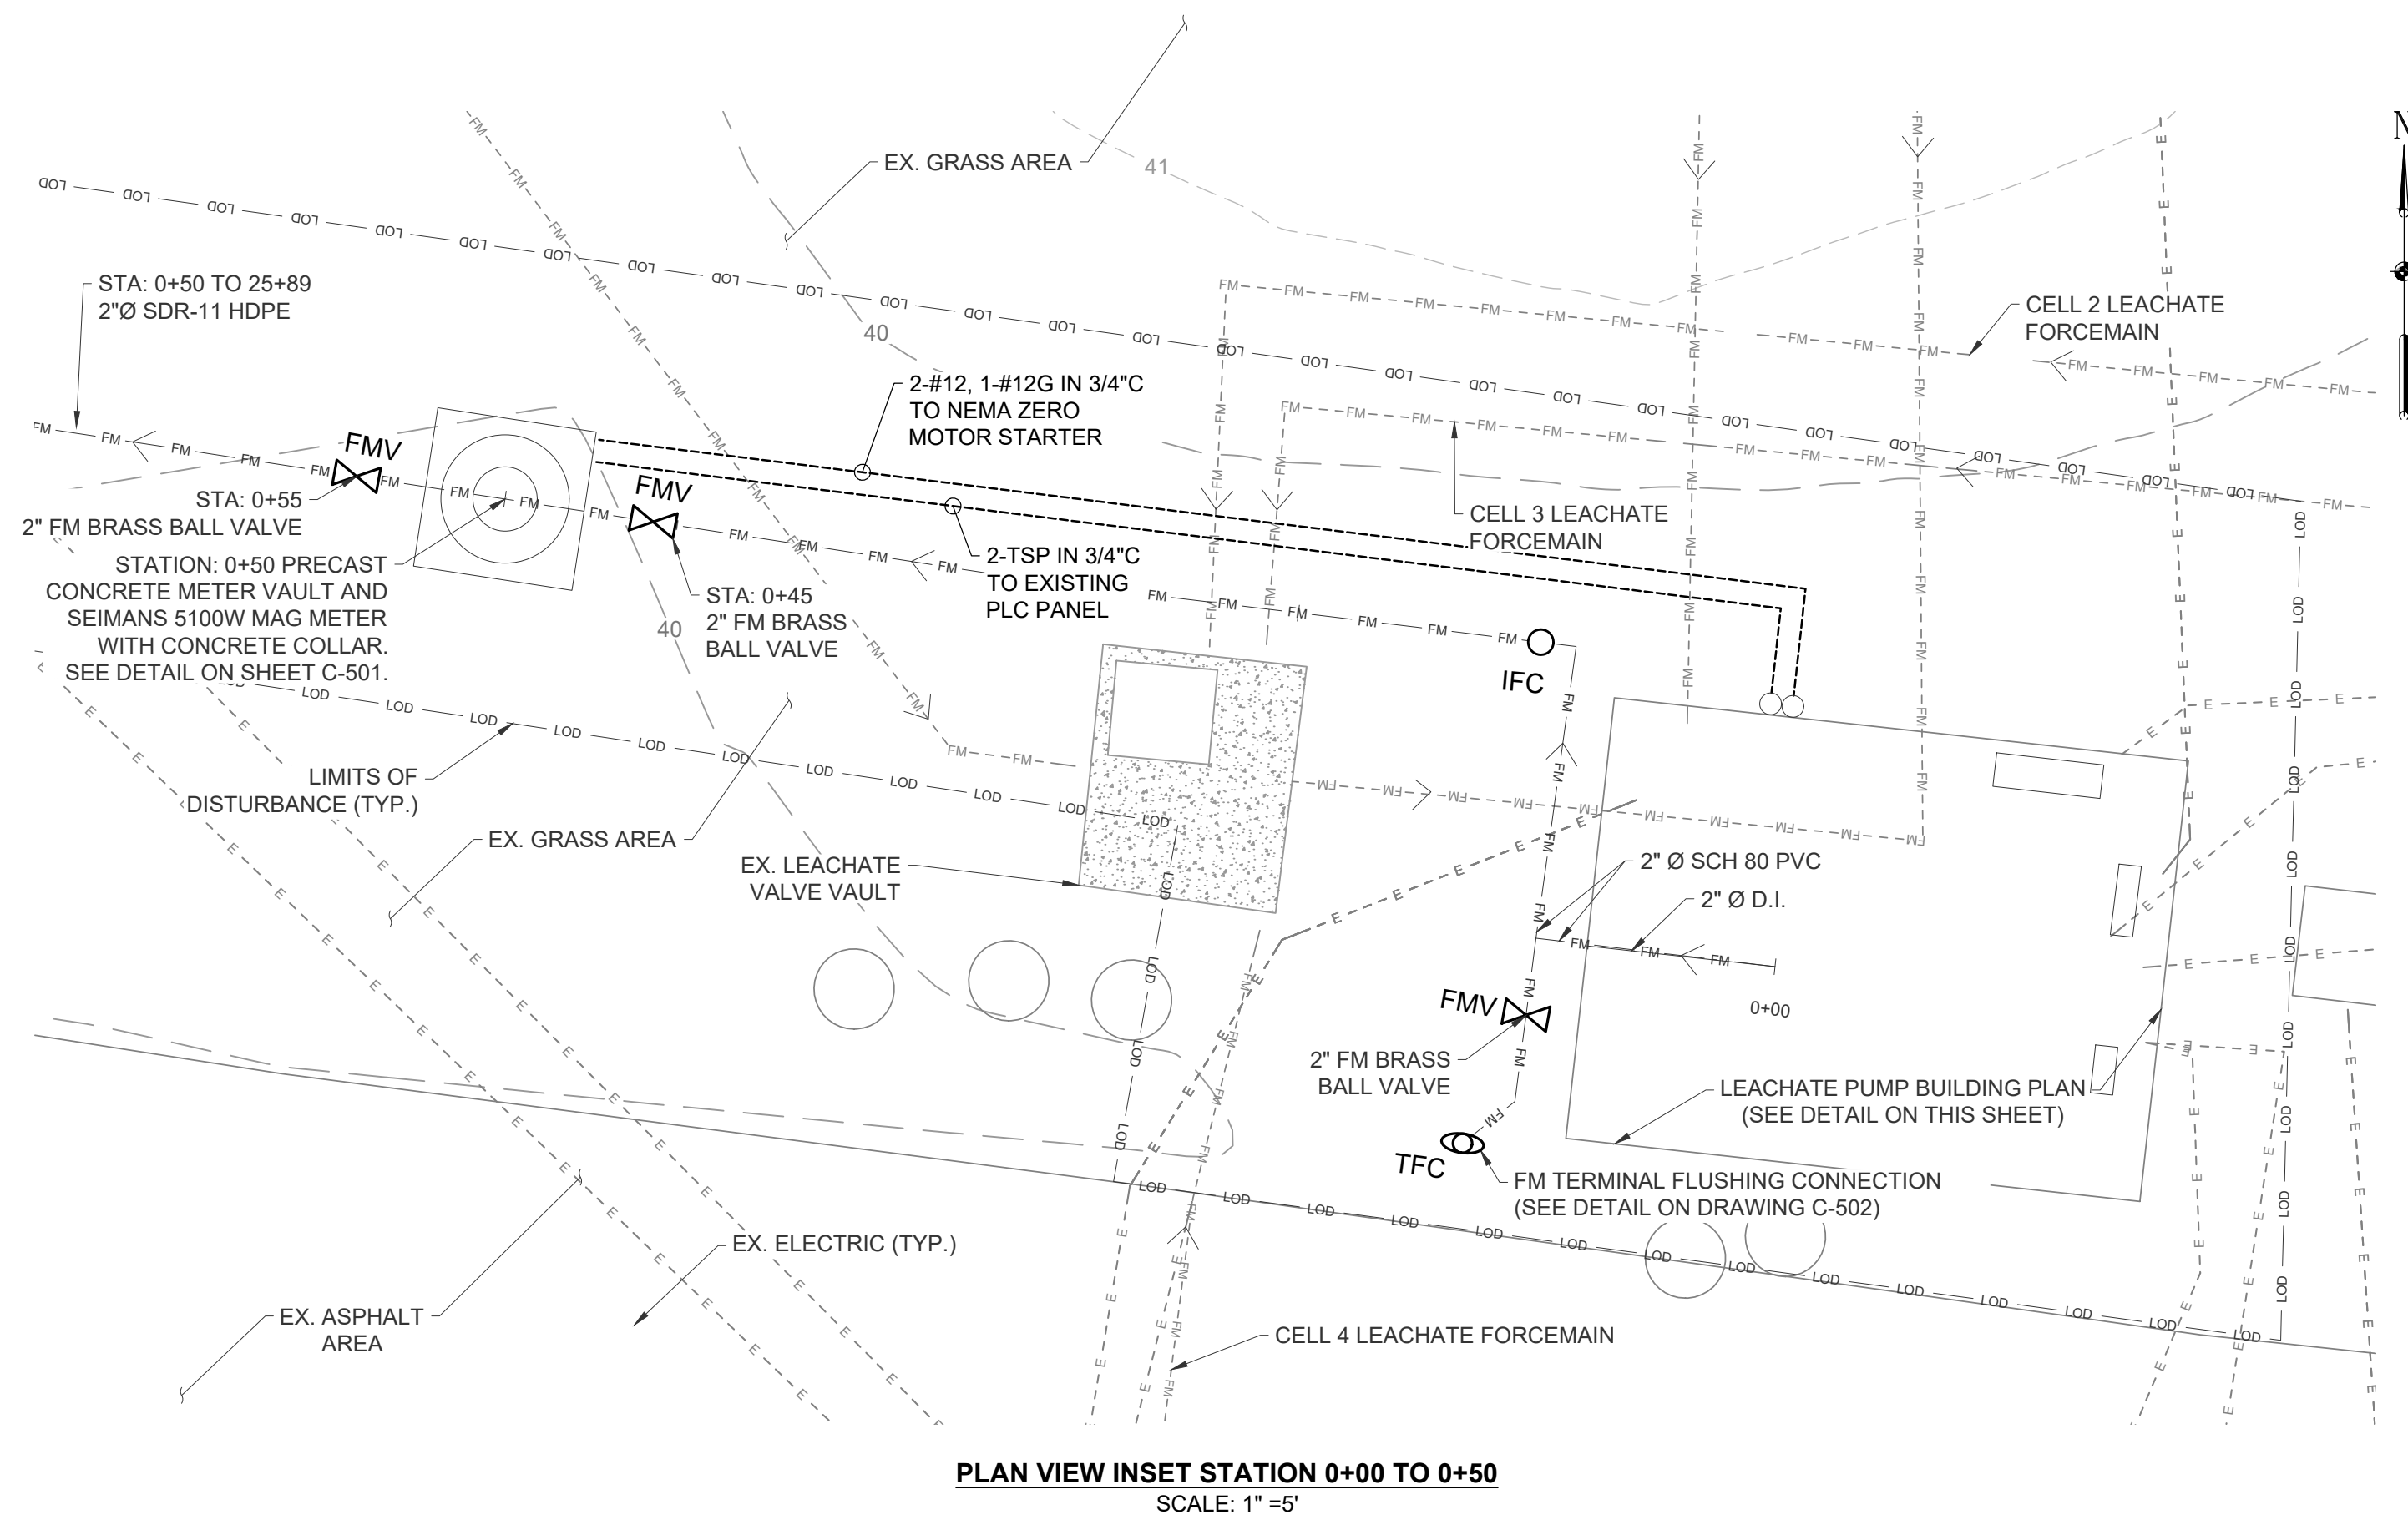 N
EX. GRASS AREA
41
STA: 0+50 TO 25+89
2"Ø SDR-11 HDPE
CELL 2 LEACHATE
FORCEMAIN
40
2-#12, 1-#12G IN 3/4"C
TO NEMA ZERO
MOTOR STARTER
FMV
STA: 0+55
2" FM BRASS BALL VALVE
FMV
CELL 3 LEACHATE
FORCEMAIN
STATION: 0+50 PRECAST
CONCRETE METER VAULT AND
SEIMANS 5100W MAG METER
WITH CONCRETE COLLAR.
SEE DETAIL ON SHEET C-501.
2-TSP IN 3/4"C
TO EXISTING
PLC PANEL
STA: 0+45
2" FM BRASS
BALL VALVE
40
IFC
LIMITS OF
DISTURBANCE (TYP.)
EX. GRASS AREA
EX. LEACHATE
VALVE VAULT
2" Ø SCH 80 PVC
2" Ø D.I.
FMV
0+00
2" FM BRASS
BALL VALVE
LEACHATE PUMP BUILDING PLAN
(SEE DETAIL ON THIS SHEET)
TFC
FM TERMINAL FLUSHING CONNECTION
(SEE DETAIL ON DRAWING C-502)
EX. ELECTRIC (TYP.)
EX. ASPHALT
AREA
CELL 4 LEACHATE FORCEMAIN
FM
LOD
E
PLAN VIEW INSET STATION 0+00 TO 0+50
SCALE: 1" =5'